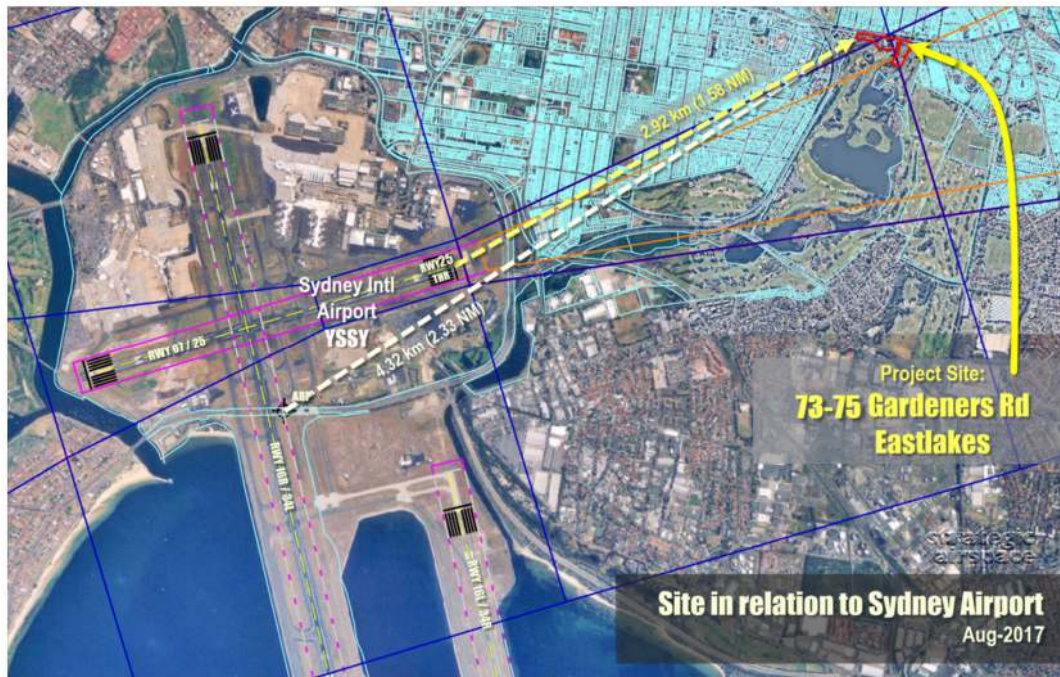 2.92 km (1.58 NM)
RWY25
THR
Sydney Intl
Airport
YSSY
RWY 07 / 25
4.32 km (2.33 NM)
ARP
Project Site:
73-75 Gardeners Rd
Eastlakes
RWY 16R / 34L
RWY 16L / 34R
strategic
airspace
Site in relation to Sydney Airport
Aug-2017